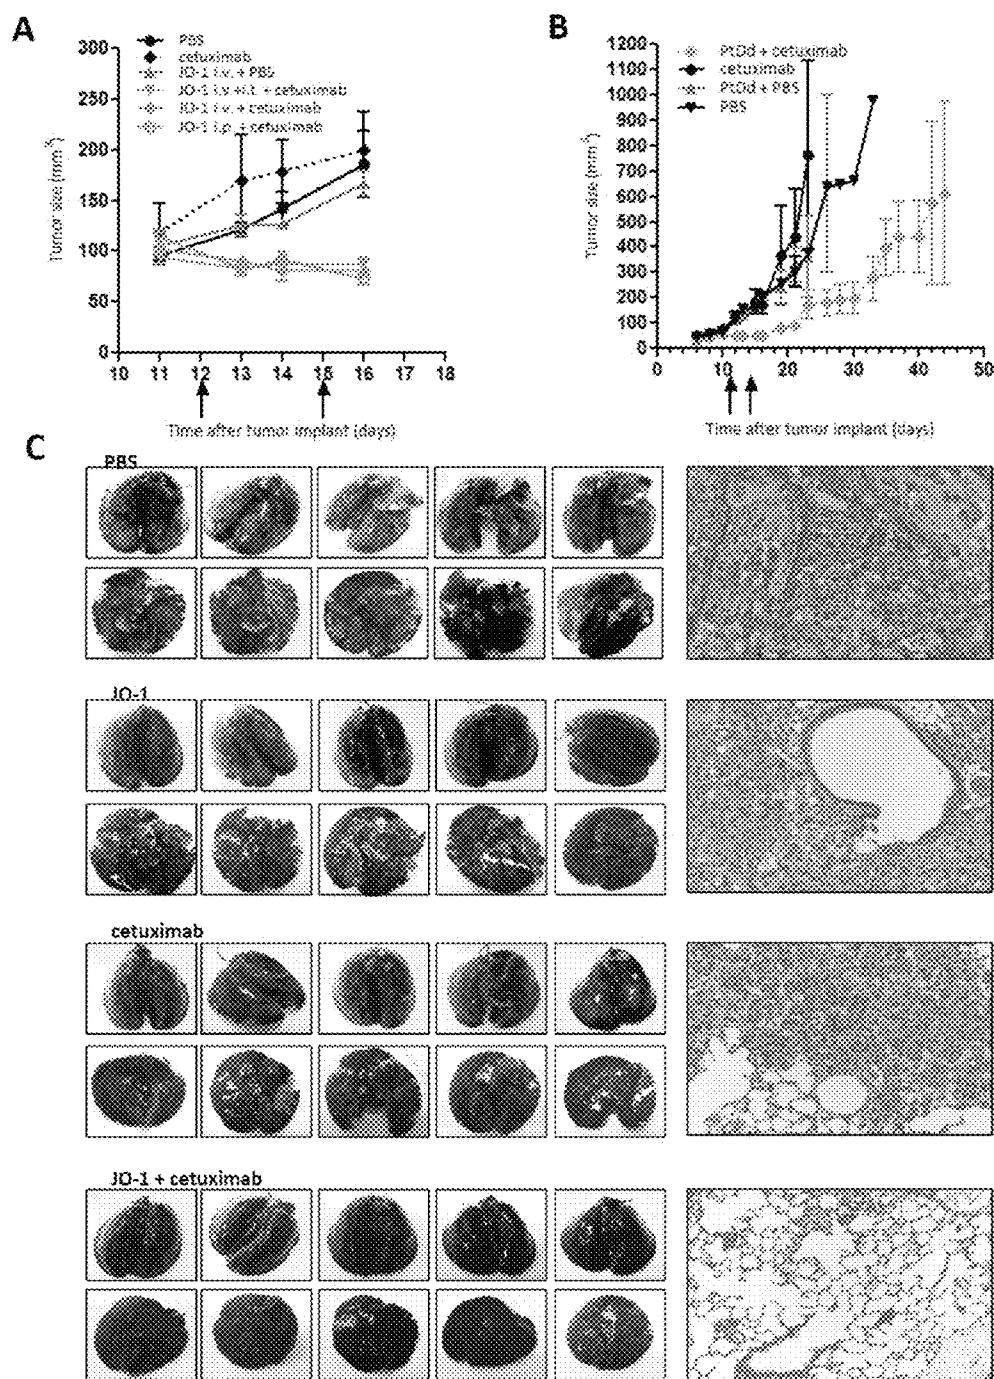 A
300
250
200
150
100
50
0
10 11 12 13 14 15 16 17 18
Tumor size (mm³)
Time after tumor implant (days)
PBS
cetuximab
JO-1 i.v. + PBS
JO-1 i.v.+i.t. + cetuximab
JO-1 i.v. + cetuximab
JO-1 i.p. + cetuximab
B
1200
1100
1000
900
800
700
600
500
400
300
200
100
0
0 10 20 30 40 50
Tumor size (mm³)
Time after tumor implant (days)
PtDd + cetuximab
cetuximab
PtDd + PBS
PBS
C
PBS
JO-1
cetuximab
JO-1 + cetuximab